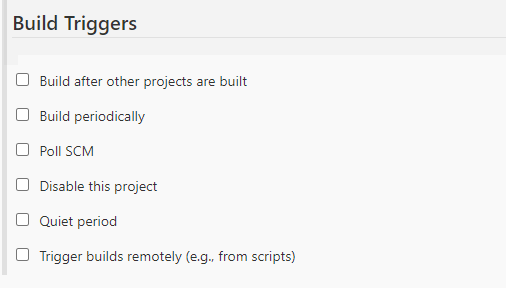 Build Triggers
Build after other projects are built
Build periodically
Poll SCM
Disable this project
Quiet period
Trigger builds remotely (e.g., from scripts)